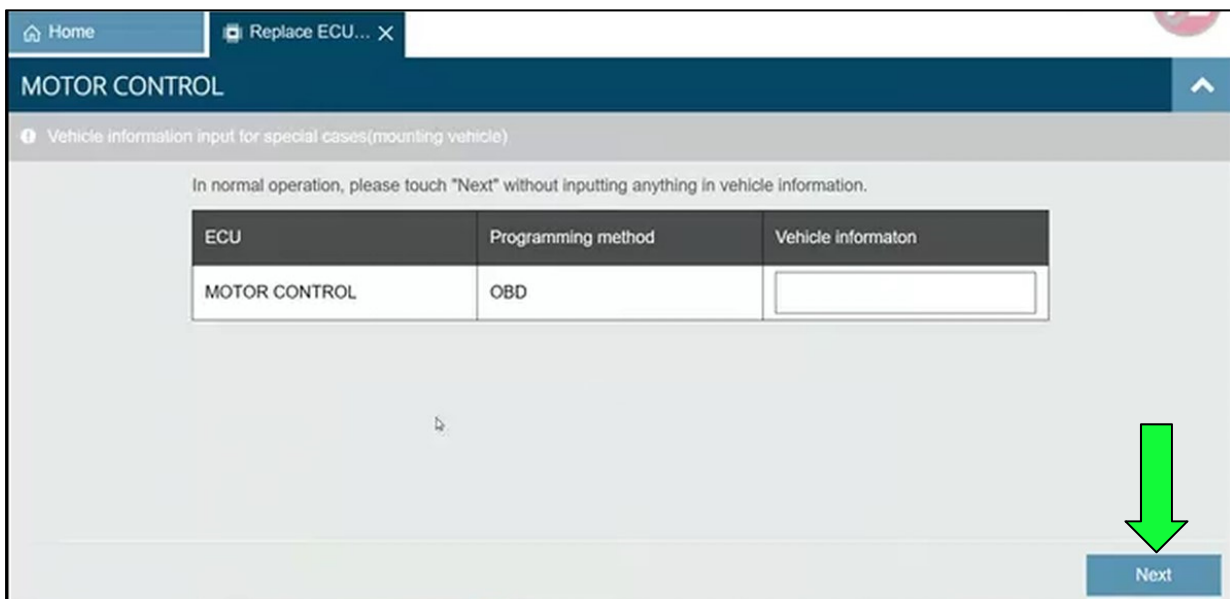 Home
Replace ECU...
MOTOR CONTROL
Vehicle information input for special cases(mounting vehicle)
In normal operation, please touch "Next" without inputting anything in vehicle information.
ECU Programming method Vehicle informaton
MOTOR CONTROL OBD
Next